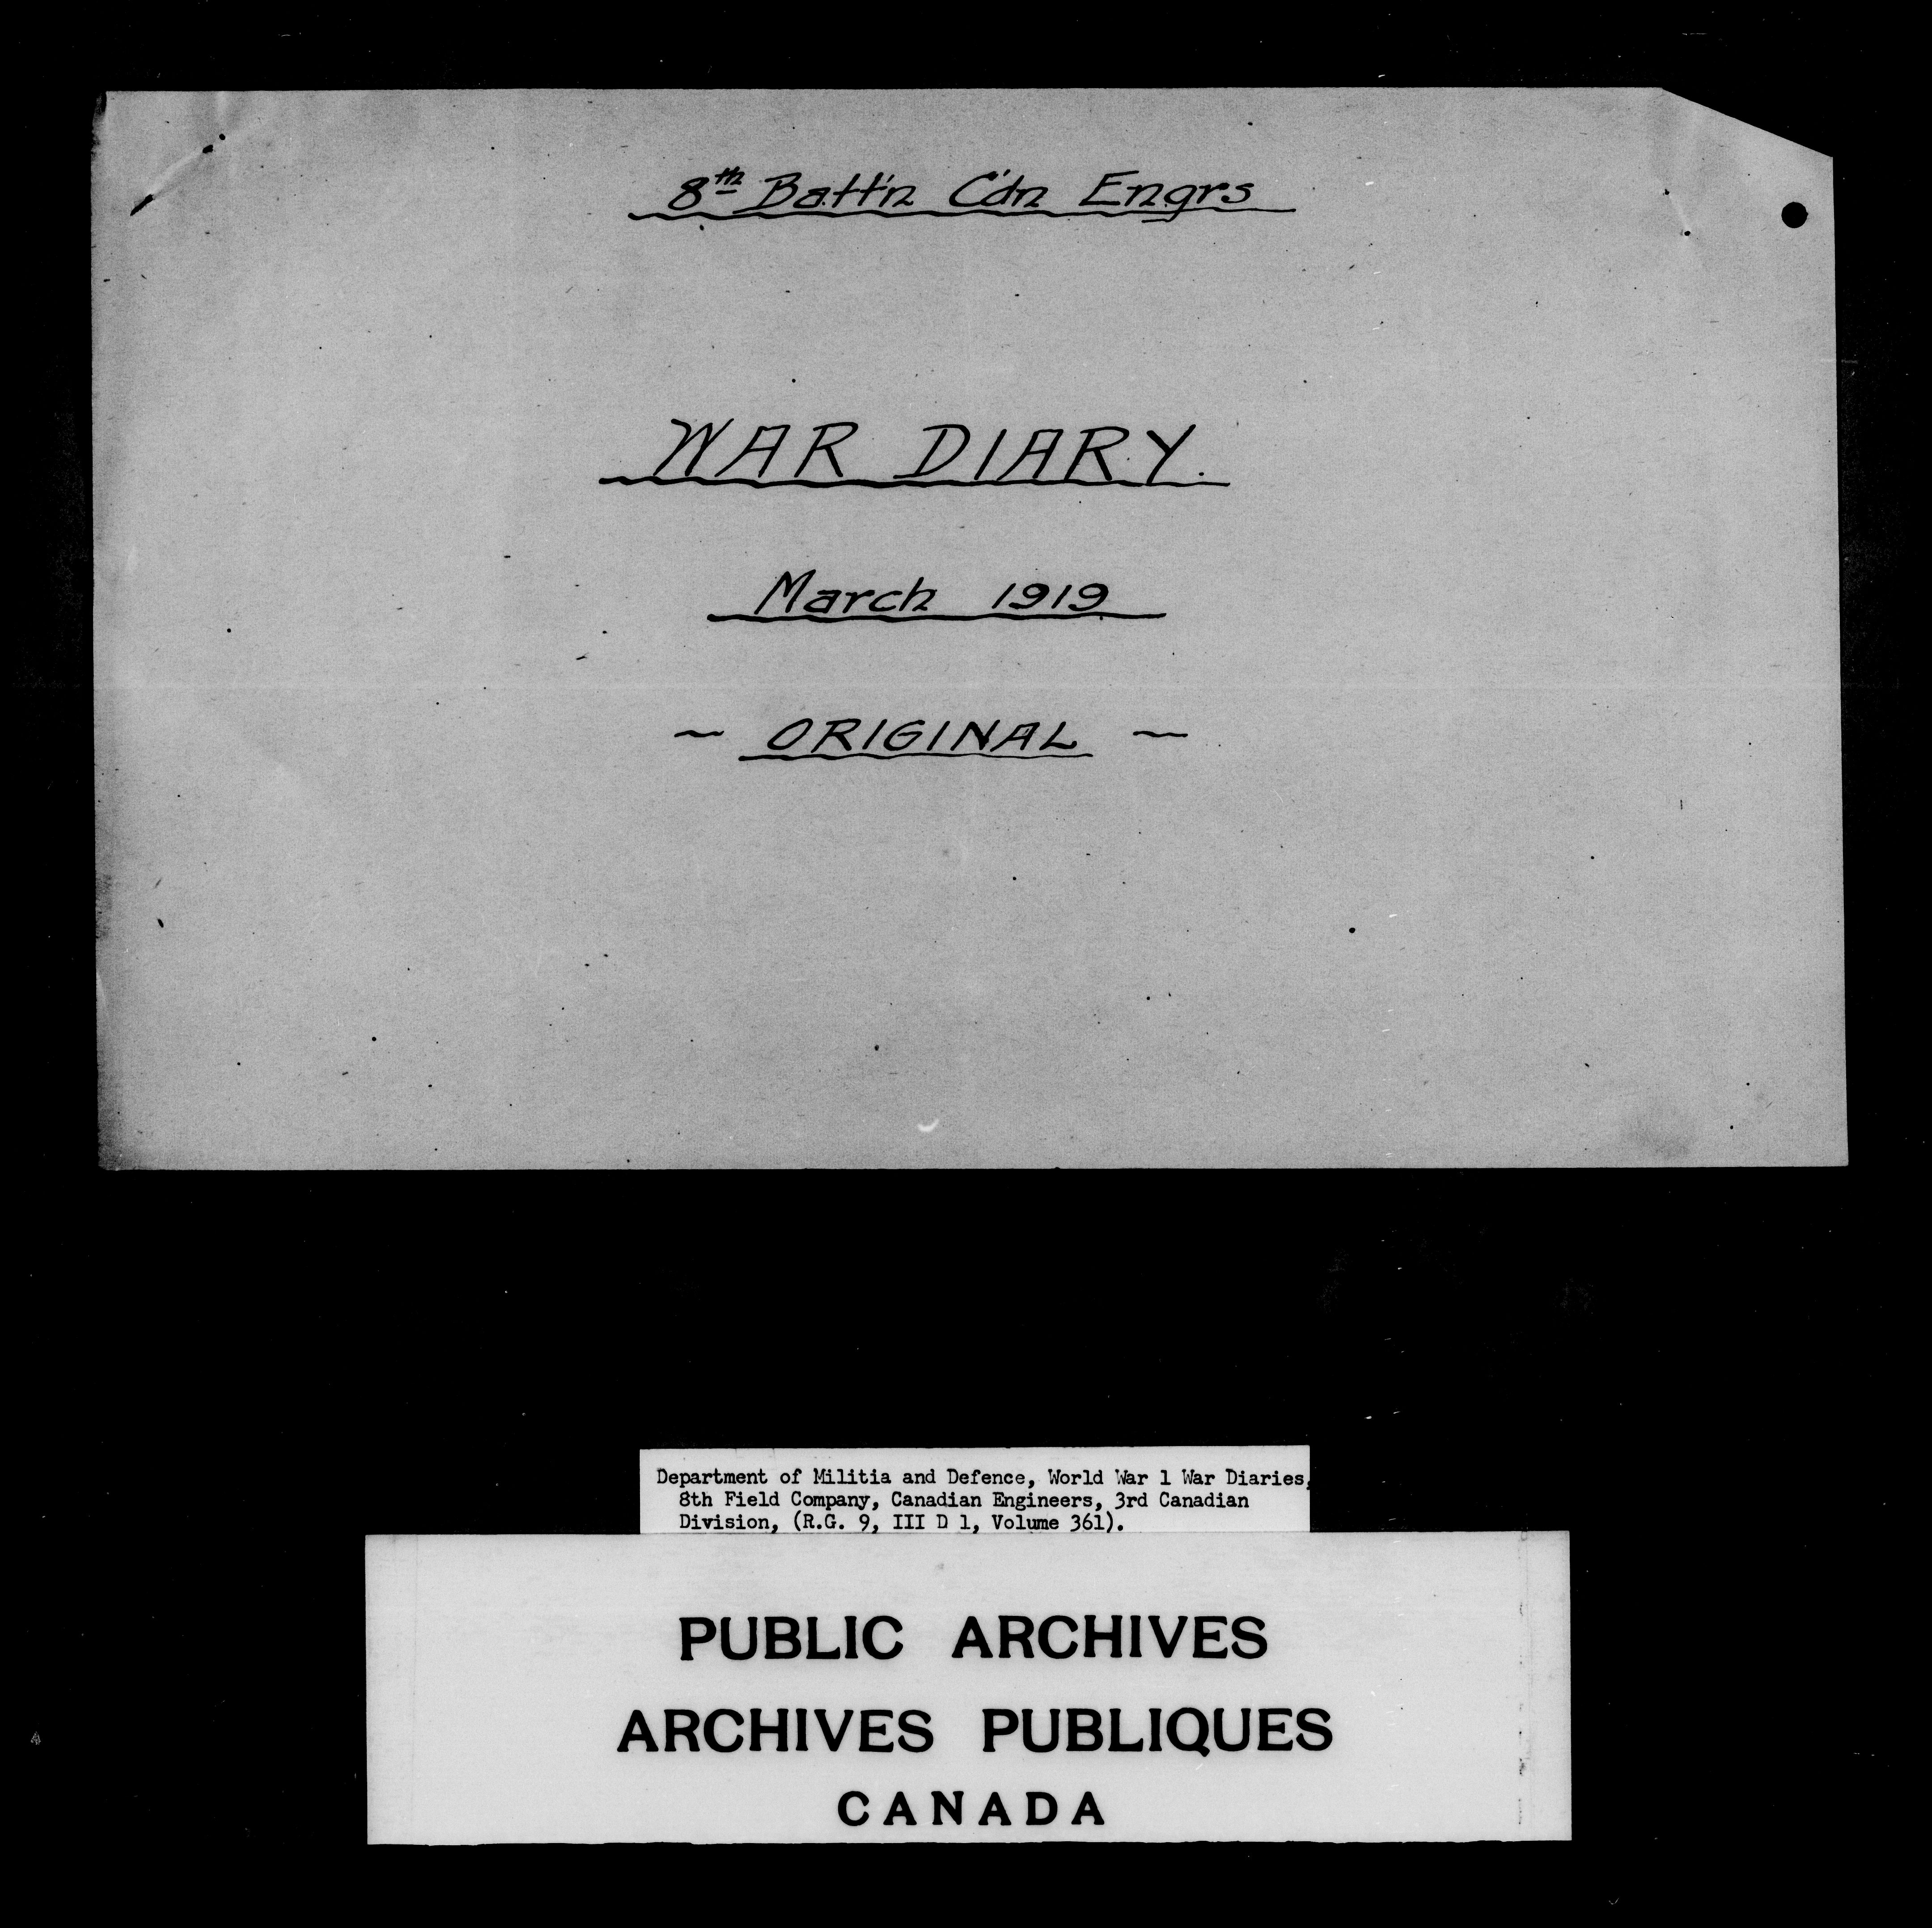 8th Batt'n C'dn Engrs
WAR DIARY.
March 1919
~ ORIGINAL ~
Department of Militia and Defence, World War 1 War Diaries,
8th Field Company, Canadian Engineers, 3rd Canadian
Division, (R.G. 9, III D 1, Volume 361).
PUBLIC ARCHIVES
ARCHIVES PUBLIQUES
CANADA